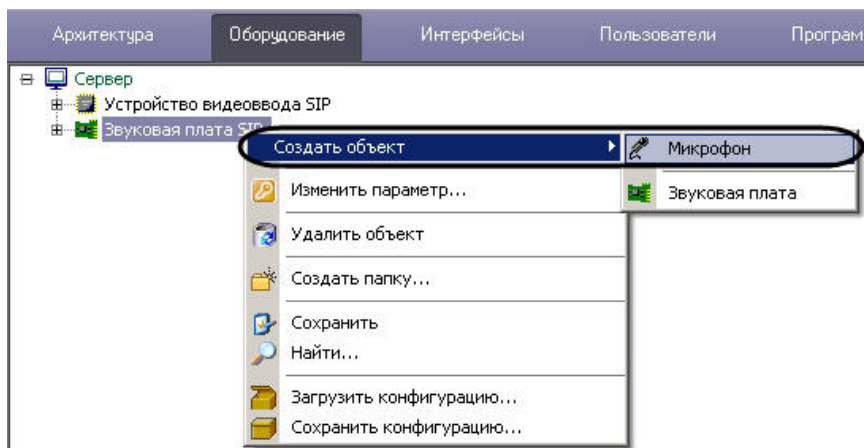 Архитектура Оборудование Интерфейсы Пользователи Програм
Сервер
Устройство видеоввода SIP
Звуковая плата SIP
Создать объект Микрофон
Изменить параметр... Звуковая плата
Удалить объект
Создать папку...
Сохранить
Найти...
Загрузить конфигурацию...
Сохранить конфигурацию...